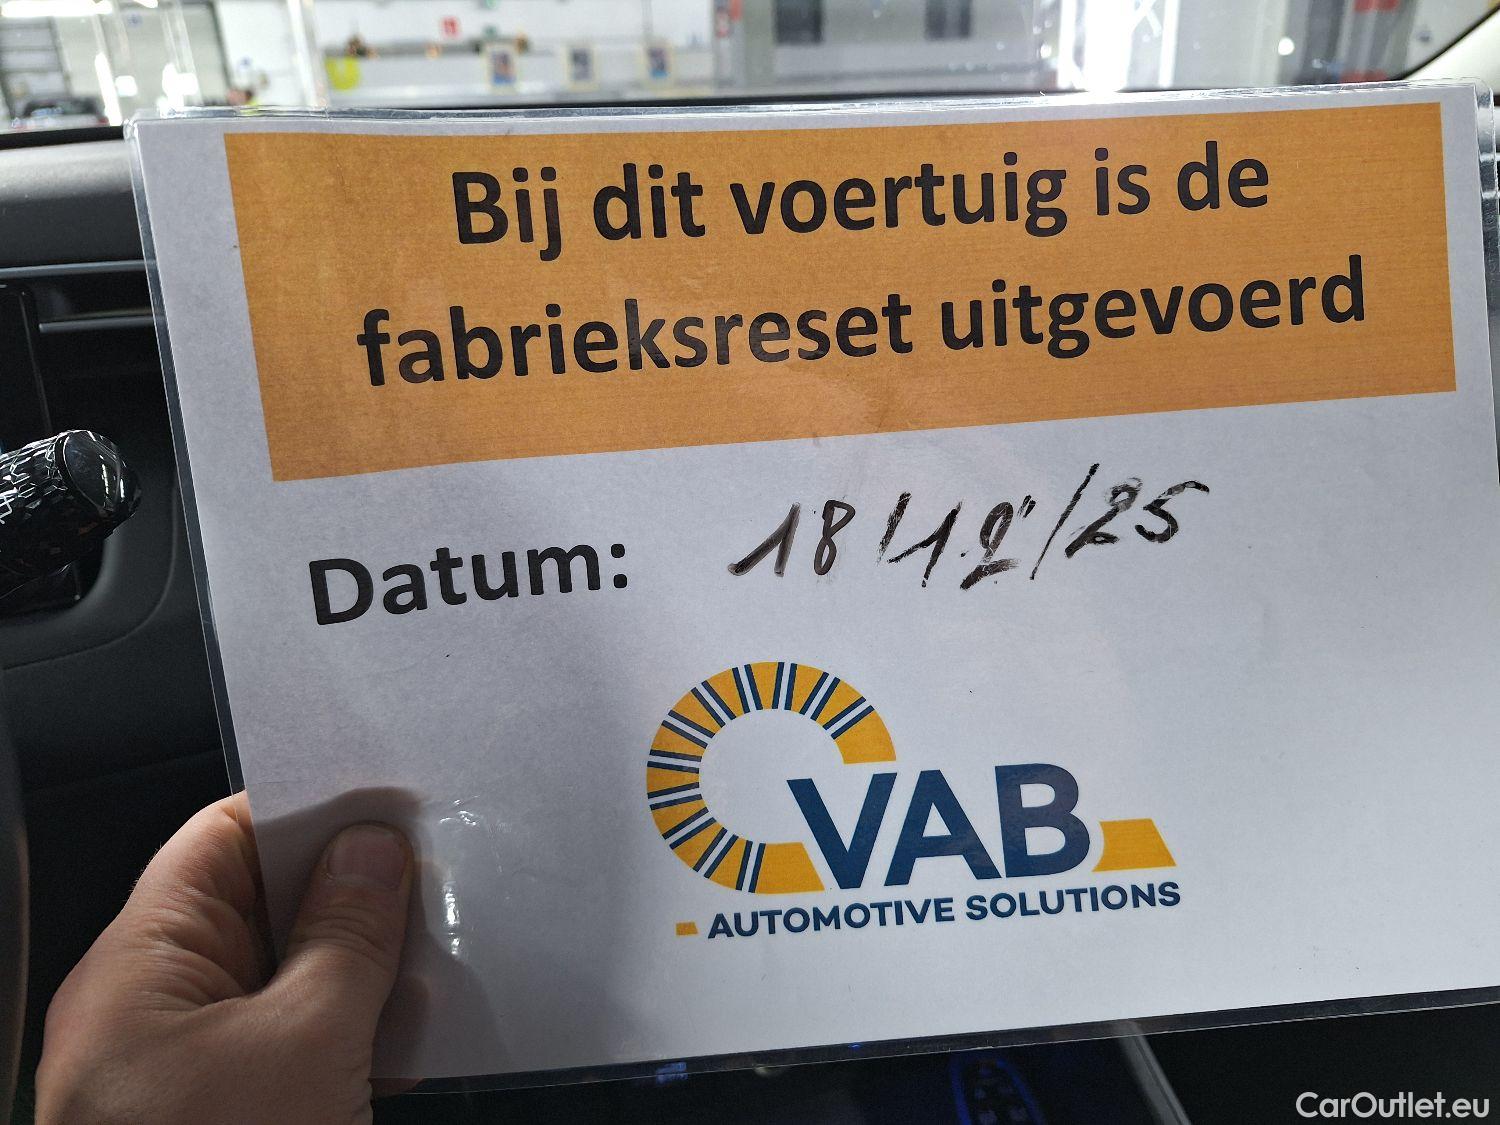 Bij dit voertuig is de
fabrieksreset uitgevoerd
Datum: 18/12/25
VAB
AUTOMOTIVE SOLUTIONS
CarOutlet.eu